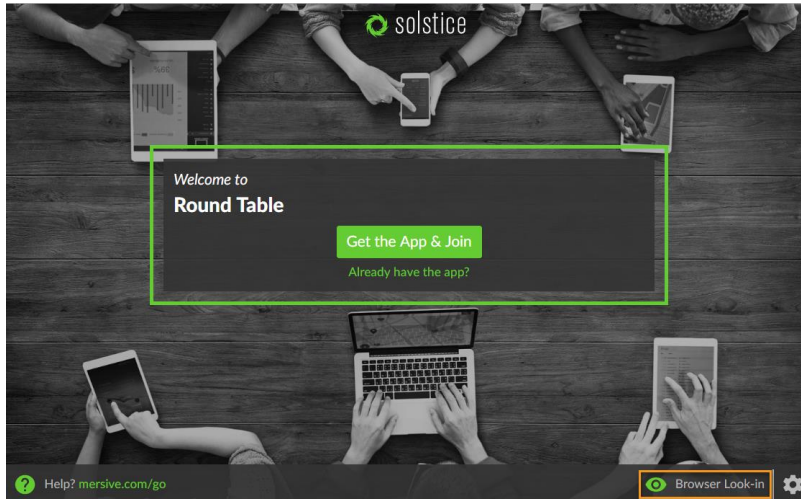 solstice
Welcome to
Round Table
Get the App & Join
Already have the app?
? Help? mersive.com/go
Browser Look-in